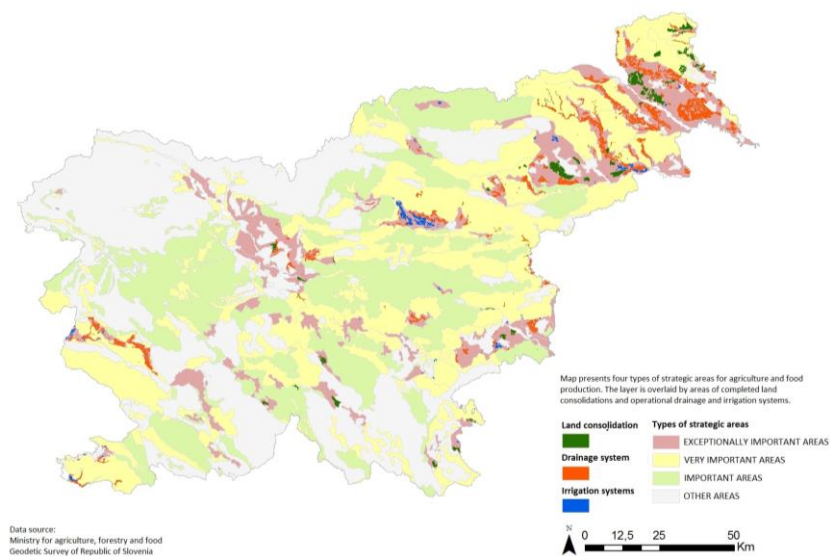 Map presents four types of strategic areas for agriculture and food
production. The layer is overlaid by areas of completed land
consolidations and operational drainage and irrigation systems.
Land consolidation
Drainage system
Irrigation systems
Types of strategic areas
EXCEPTIONALLY IMPORTANT AREAS
VERY IMPORTANT AREAS
IMPORTANT AREAS
OTHER AREAS
Data source:
Ministry for agriculture, forestry and food
Geodetic Survey of Republic of Slovenia
N
0 12,5 25 50
Km